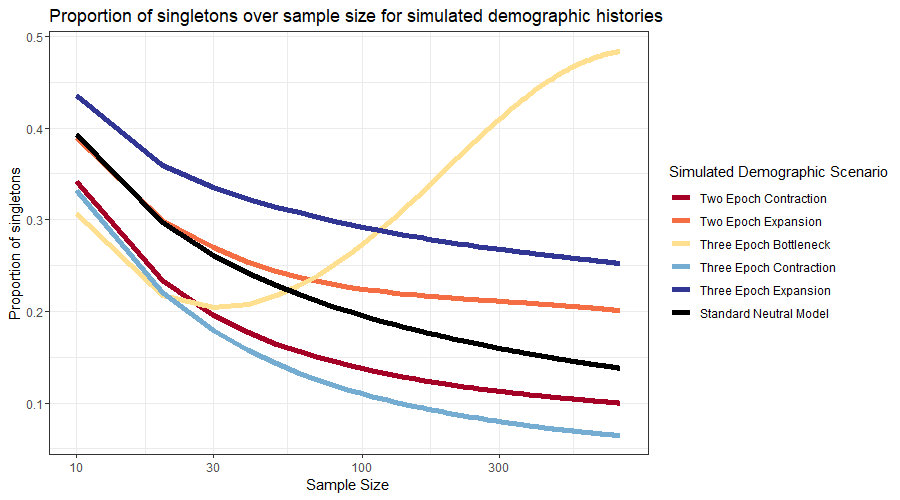 Proportion of singletons over sample size for simulated demographic histories
Proportion of singletons
0.5
0.4
0.3
0.2
0.1
10
30
100
300
Sample Size
Simulated Demographic Scenario
Two Epoch Contraction
Two Epoch Expansion
Three Epoch Bottleneck
Three Epoch Contraction
Three Epoch Expansion
Standard Neutral Model